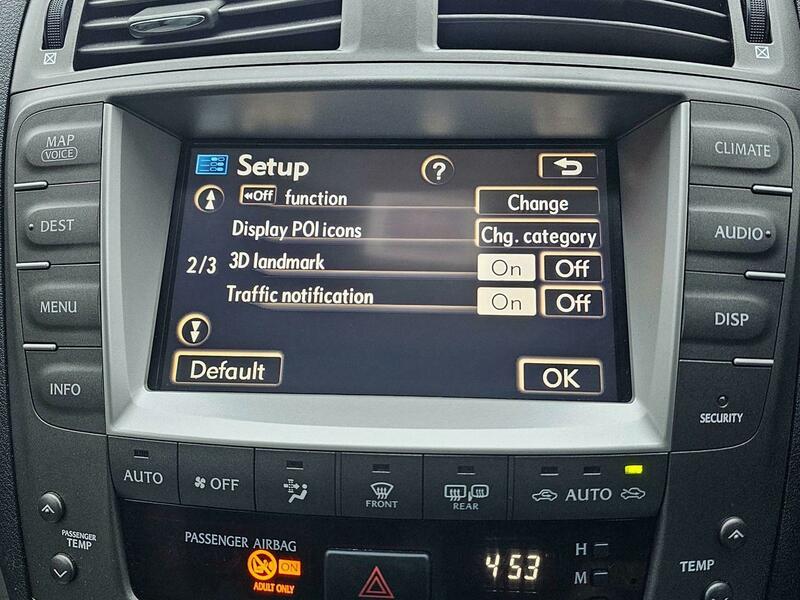 MAP
VOICE
DEST
MENU
INFO
CLIMATE
AUDIO
DISP
SECURITY
Setup
?
Off function
Change
Display POI icons
Chg. category
2/3
3D landmark
On
Off
Traffic notification
On
Off
Default
OK
AUTO
OFF
FRONT
REAR
AUTO
PASSENGER
TEMP
PASSENGER AIRBAG
ON
ADULT ONLY
4 53
H
M
TEMP